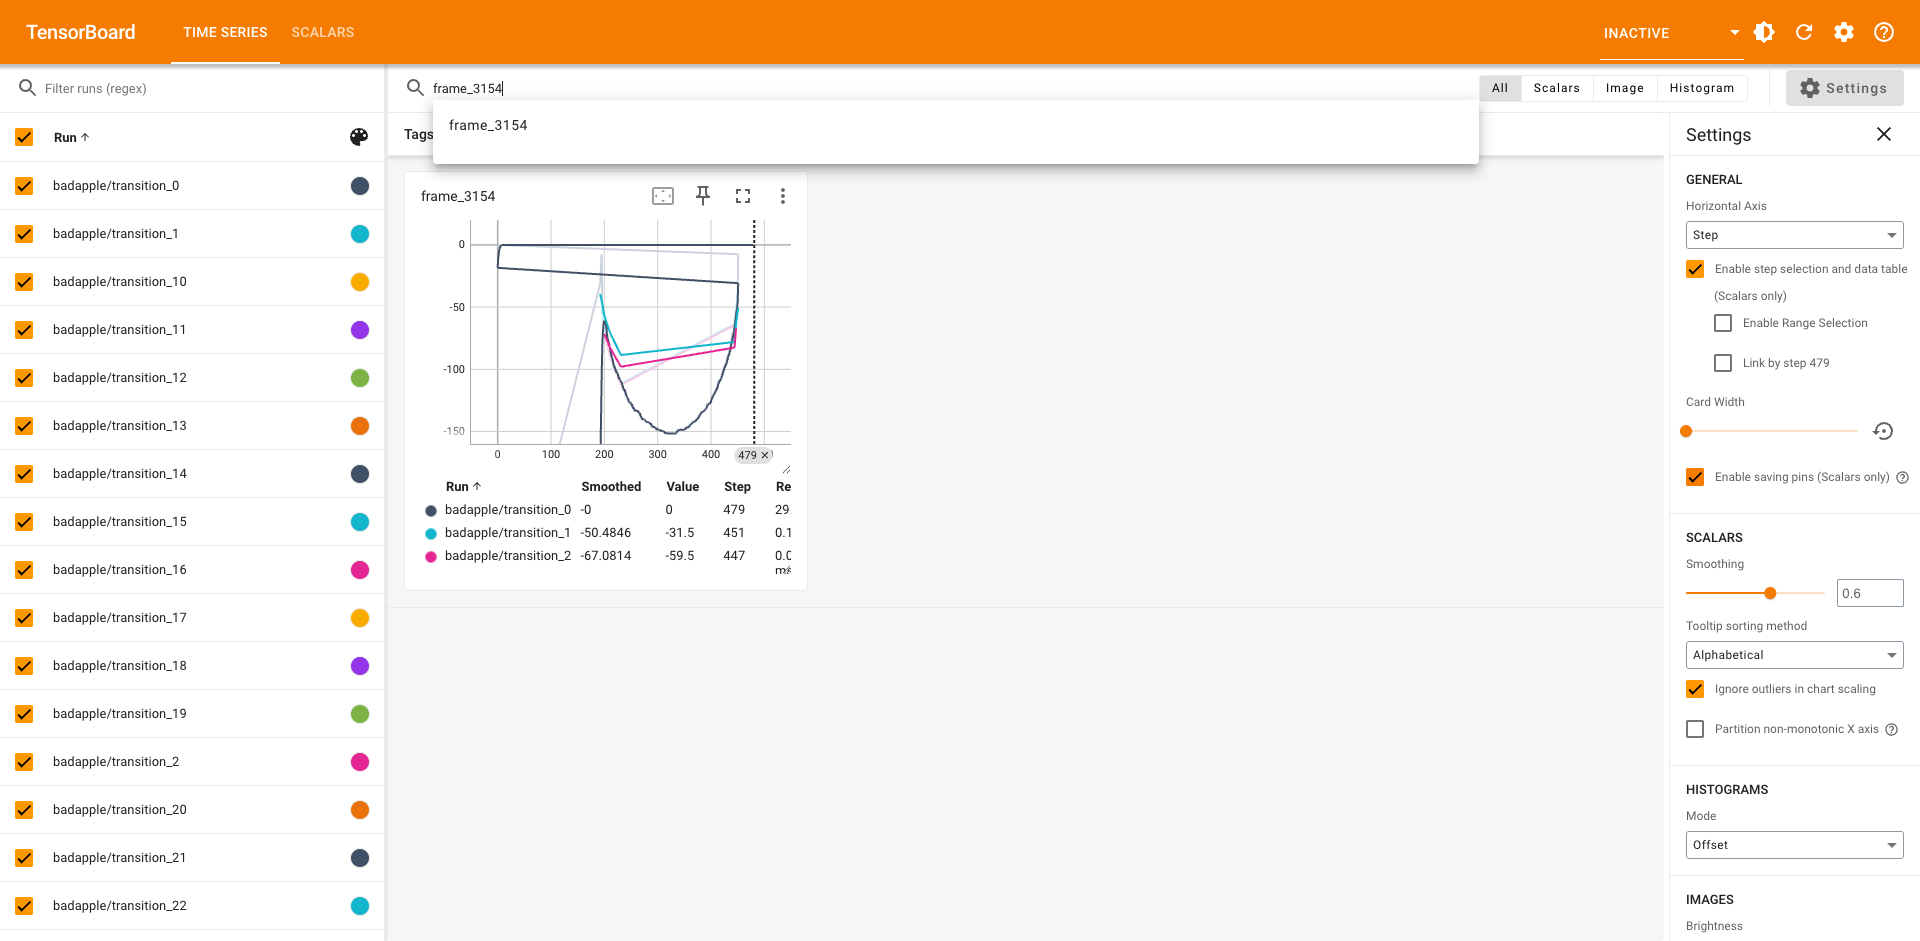 TensorBoard TIME SERIES SCALARS INACTIVE
Filter runs (regex)
frame_3154
All Scalars Image Histogram
Settings
frame_3154
Run
badapple/transition_0
badapple/transition_1
badapple/transition_10
badapple/transition_11
badapple/transition_12
badapple/transition_13
badapple/transition_14
badapple/transition_15
badapple/transition_16
badapple/transition_17
badapple/transition_18
badapple/transition_19
badapple/transition_2
badapple/transition_20
badapple/transition_21
badapple/transition_22
Tags
frame_3154
0
-50
-100
-150
0 100 200 300 400 479
Run Smoothed Value Step Re
badapple/transition_0 -0 0 479 29.
badapple/transition_1 -50.4846 -31.5 451 0.1
badapple/transition_2 -67.0814 -59.5 447 0.0
Settings
GENERAL
Horizontal Axis
Step
Enable step selection and data table
(Scalars only)
Enable Range Selection
Link by step 479
Card Width
Enable saving pins (Scalars only)
SCALARS
Smoothing
0.6
Tooltip sorting method
Alphabetical
Ignore outliers in chart scaling
Partition non-monotonic X axis
HISTOGRAMS
Mode
Offset
IMAGES
Brightness